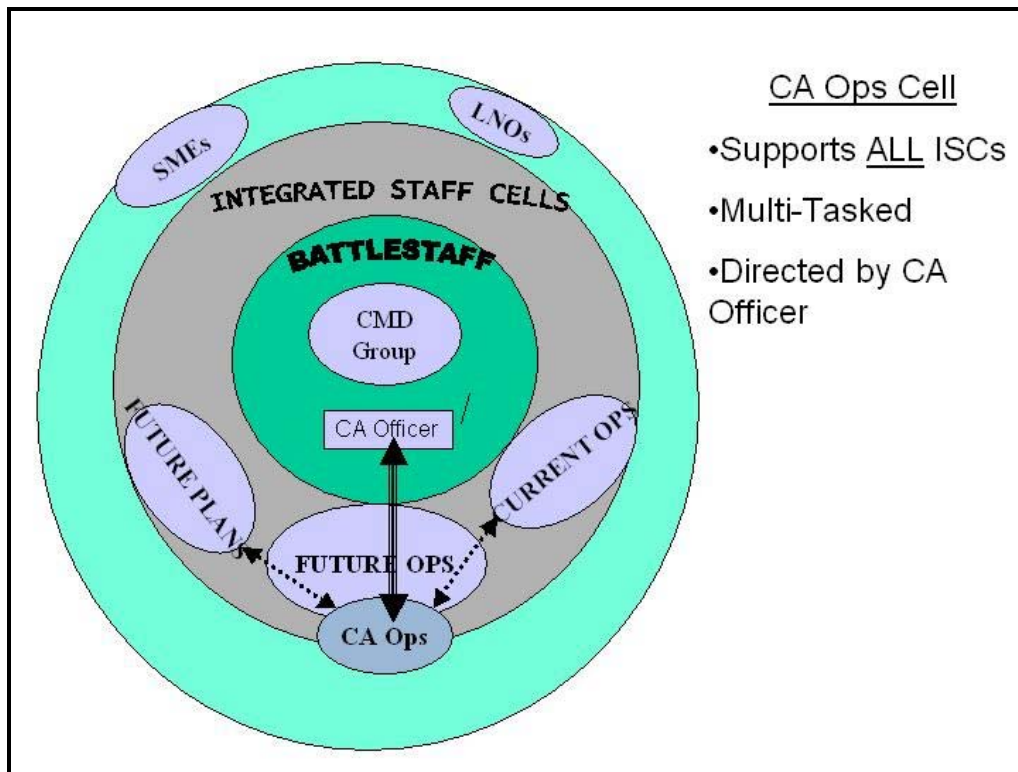 SMEs
LNOs
INTEGRATED STAFF CELLS
BATTLESTAFF
CMD
Group
CA Officer
FUTURE PLANS
CURRENT OPS
FUTURE OPS
CA Ops
CA Ops Cell
•Supports ALL ISCs
•Multi-Tasked
•Directed by CA
Officer